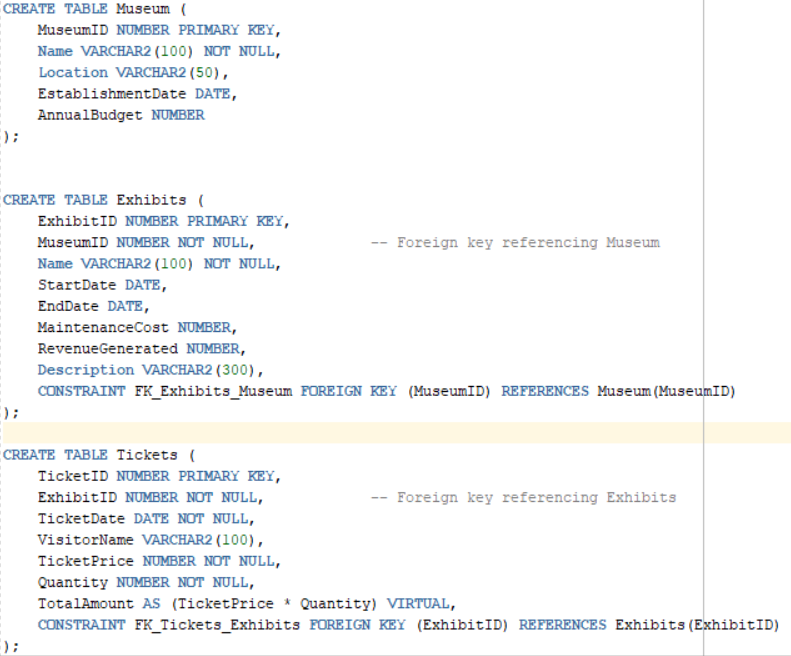 CREATE TABLE Museum (
MuseumID NUMBER PRIMARY KEY,
Name VARCHAR2(100) NOT NULL,
Location VARCHAR2(50),
EstablishmentDate DATE,
AnnualBudget NUMBER
);
CREATE TABLE Exhibits (
ExhibitID NUMBER PRIMARY KEY,
MuseumID NUMBER NOT NULL, -- Foreign key referencing Museum
Name VARCHAR2(100) NOT NULL,
StartDate DATE,
EndDate DATE,
MaintenanceCost NUMBER,
RevenueGenerated NUMBER,
Description VARCHAR2(300),
CONSTRAINT FK_Exhibits_Museum FOREIGN KEY (MuseumID) REFERENCES Museum(MuseumID)
);
CREATE TABLE Tickets (
TicketID NUMBER PRIMARY KEY,
ExhibitID NUMBER NOT NULL, -- Foreign key referencing Exhibits
TicketDate DATE NOT NULL,
VisitorName VARCHAR2(100),
TicketPrice NUMBER NOT NULL,
Quantity NUMBER NOT NULL,
TotalAmount AS (TicketPrice * Quantity) VIRTUAL,
CONSTRAINT FK_Tickets_Exhibits FOREIGN KEY (ExhibitID) REFERENCES Exhibits(ExhibitID)
);